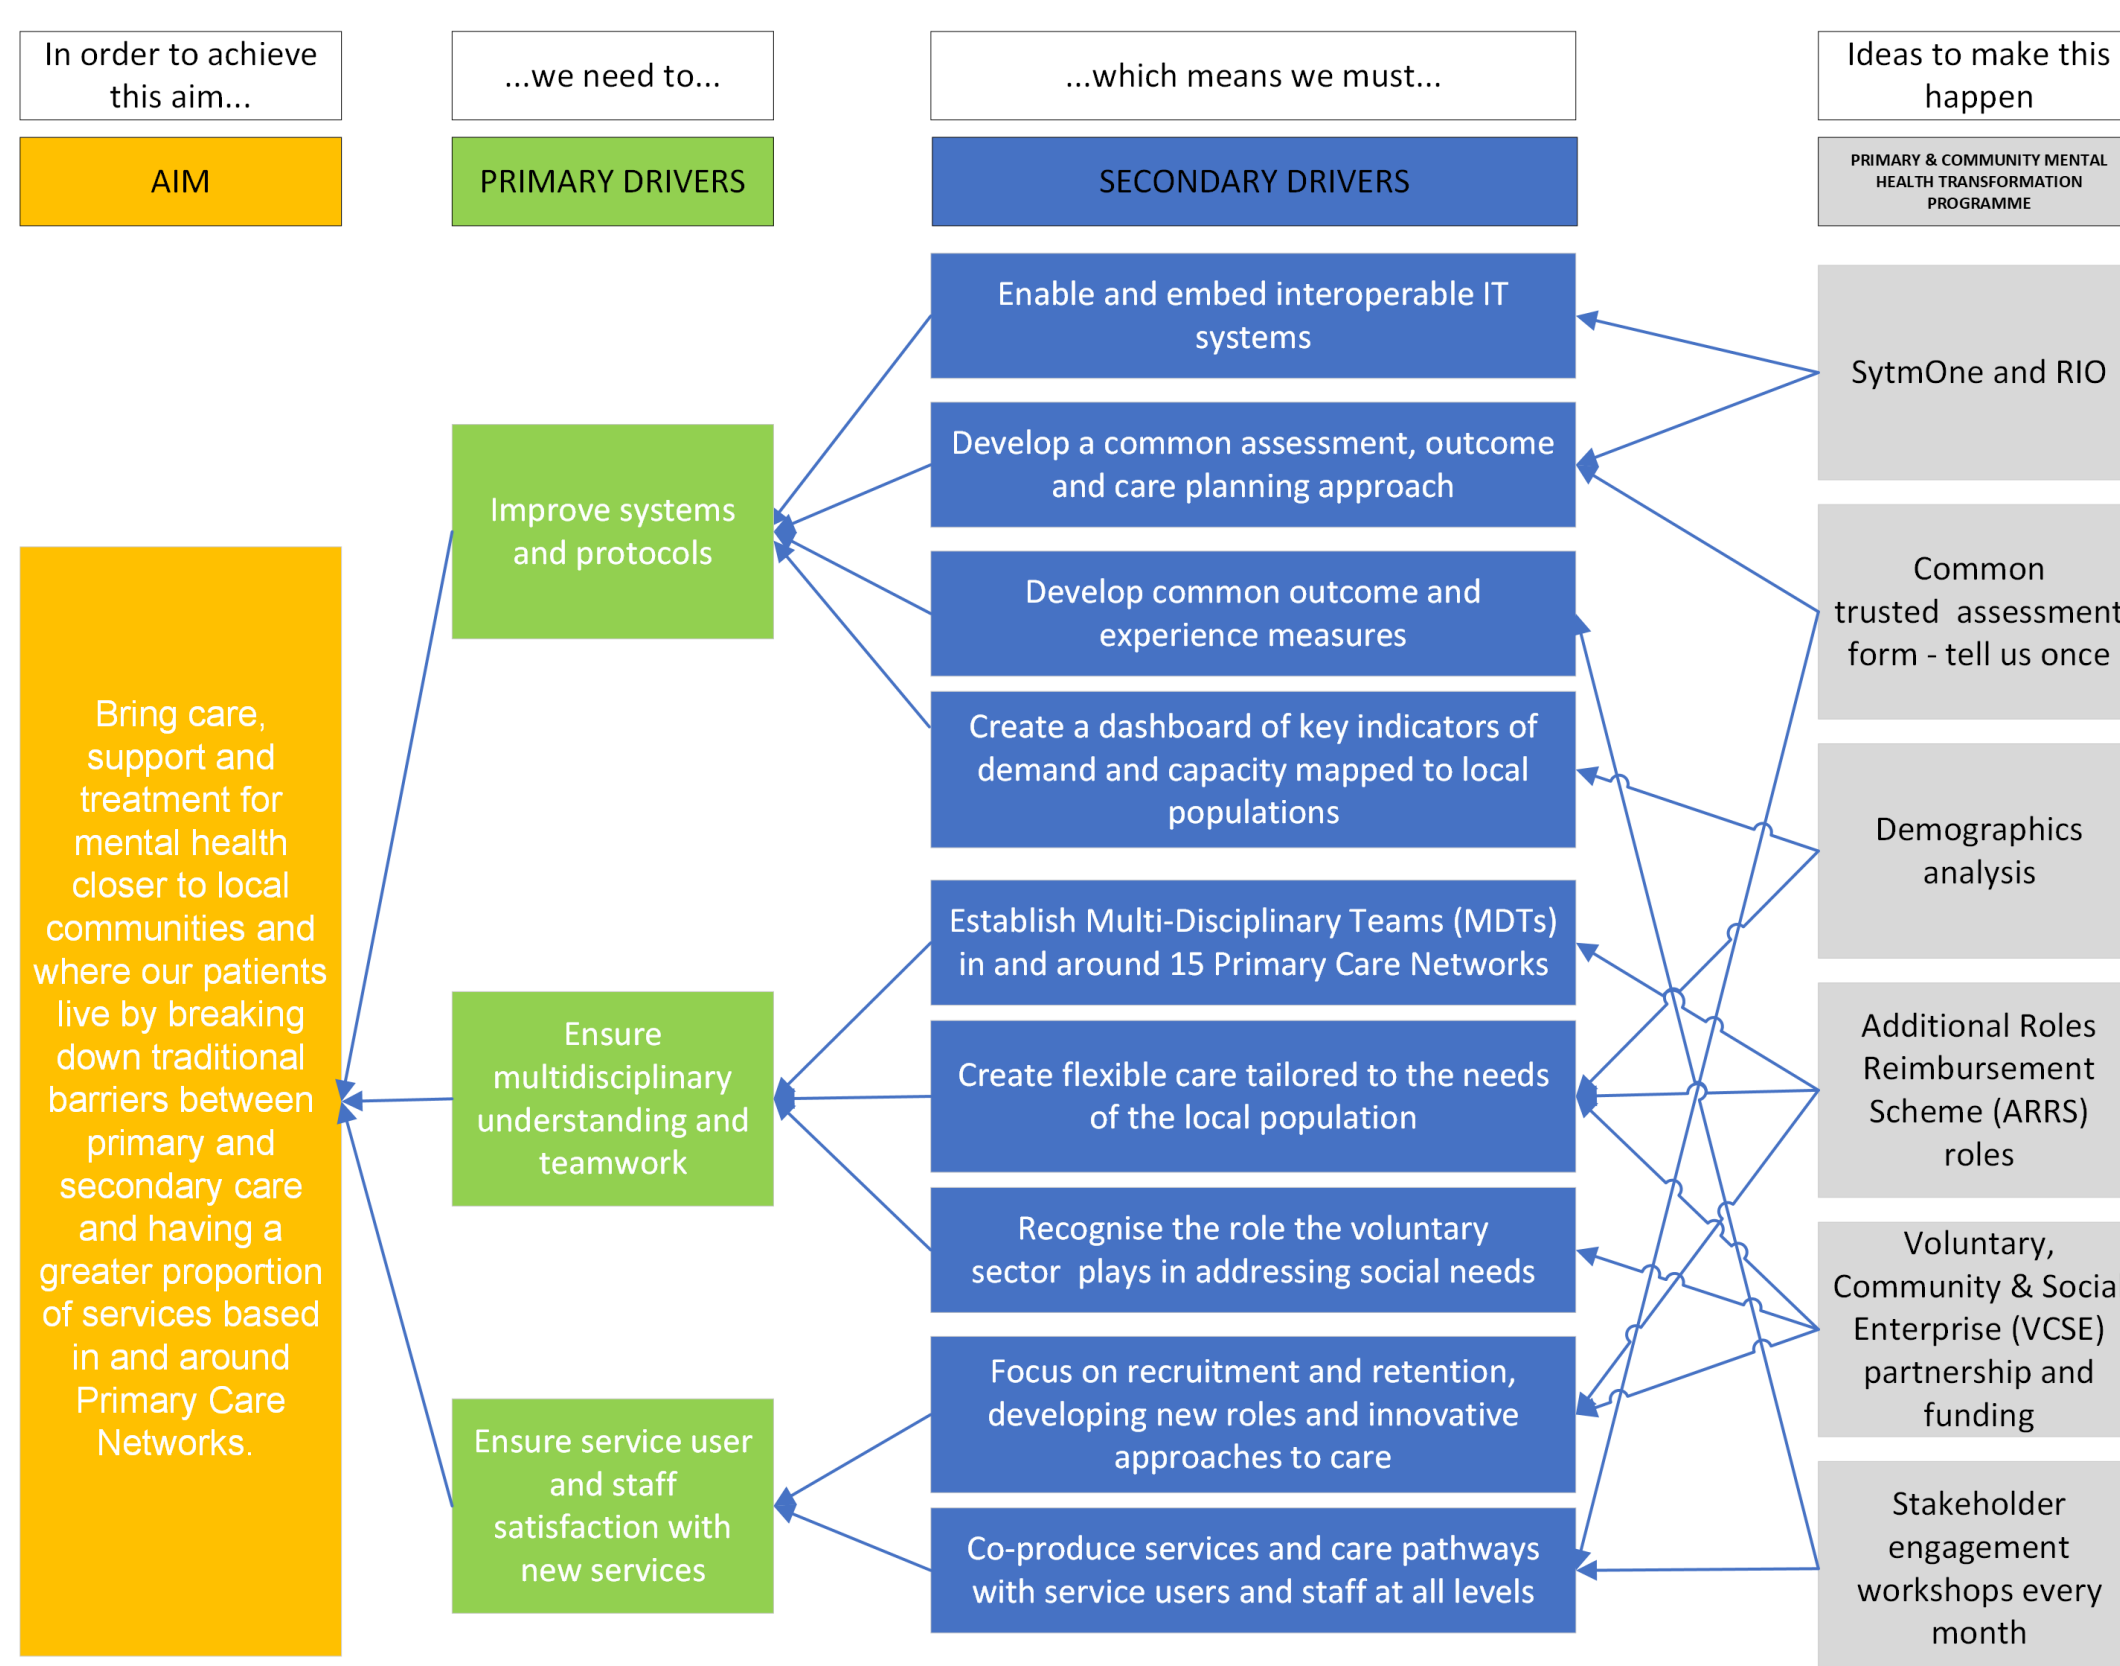 In order to achieve
this aim...
...we need to...
...which means we must...
Ideas to make this
happen
AIM
PRIMARY DRIVERS
SECONDARY DRIVERS
PRIMARY & COMMUNITY MENTAL
HEALTH TRANSFORMATION
PROGRAMME
Bring care,
support and
treatment for
mental health
closer to local
communities and
where our patients
live by breaking
down traditional
barriers between
primary and
secondary care
and having a
greater proportion
of services based
in and around
Primary Care
Networks.
Improve systems
and protocols
Ensure
multidisciplinary
understanding and
teamwork
Ensure service user
and staff
satisfaction with
new services
Enable and embed interoperable IT
systems
Develop a common assessment, outcome
and care planning approach
Develop common outcome and
experience measures
Create a dashboard of key indicators of
demand and capacity mapped to local
populations
Establish Multi-Disciplinary Teams (MDTs)
in and around 15 Primary Care Networks
Create flexible care tailored to the needs
of the local population
Recognise the role the voluntary
sector  plays in addressing social needs
Focus on recruitment and retention,
developing new roles and innovative
approaches to care
Co-produce services and care pathways
with service users and staff at all levels
SytmOne and RIO
Common
trusted  assessment
form - tell us once
Demographics
analysis
Additional Roles
Reimbursement
Scheme (ARRS)
roles
Voluntary,
Community & Social
Enterprise (VCSE)
partnership and
funding
Stakeholder
engagement
workshops every
month